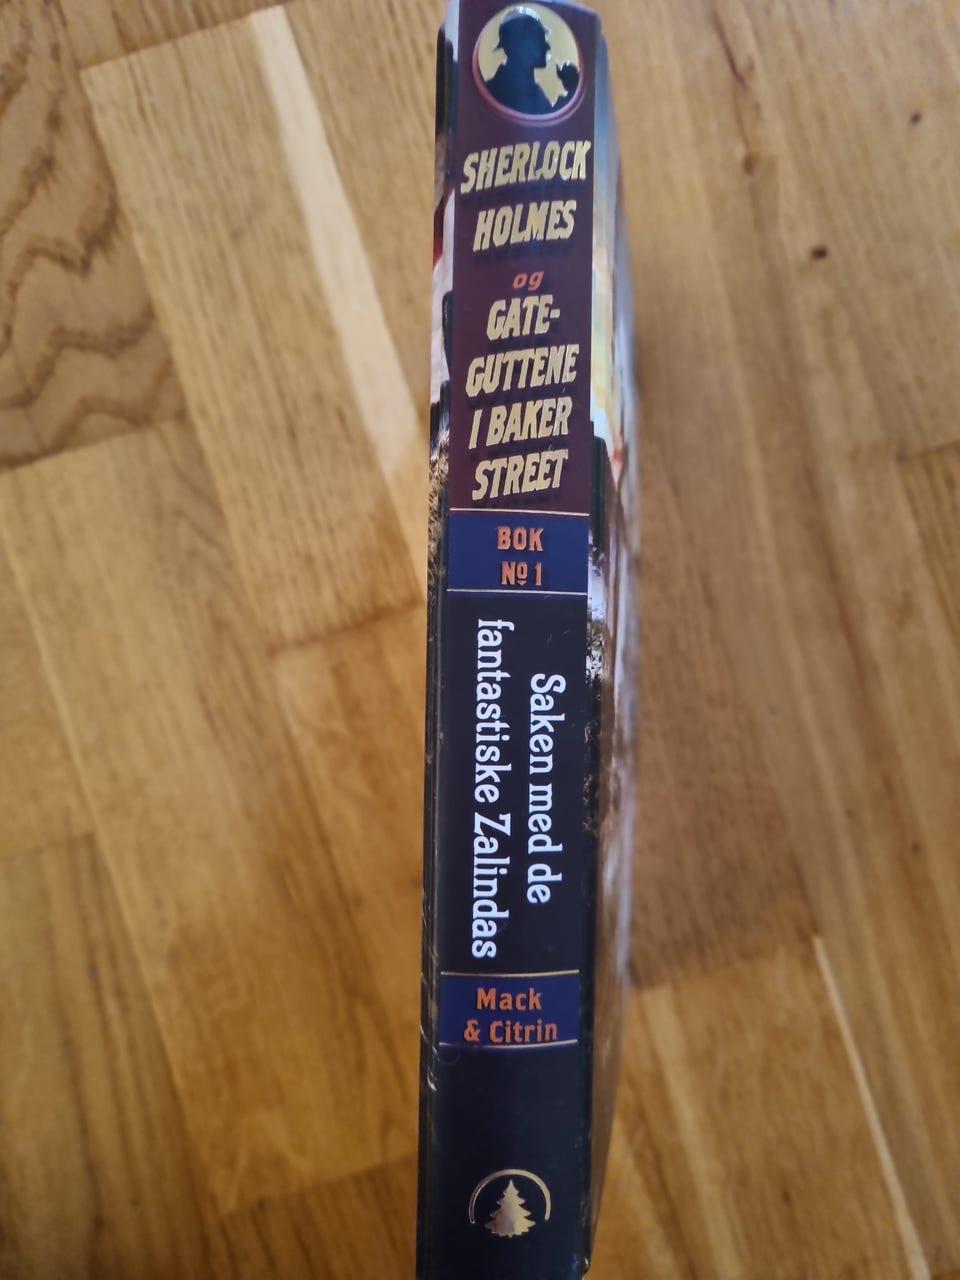 SHERLOCK
HOLMES
og
GATE-
GUTTENE
I BAKER
STREET
BOK
Nº 1
Saken med de
fantastiske Zalindas
Mack
& Citrin